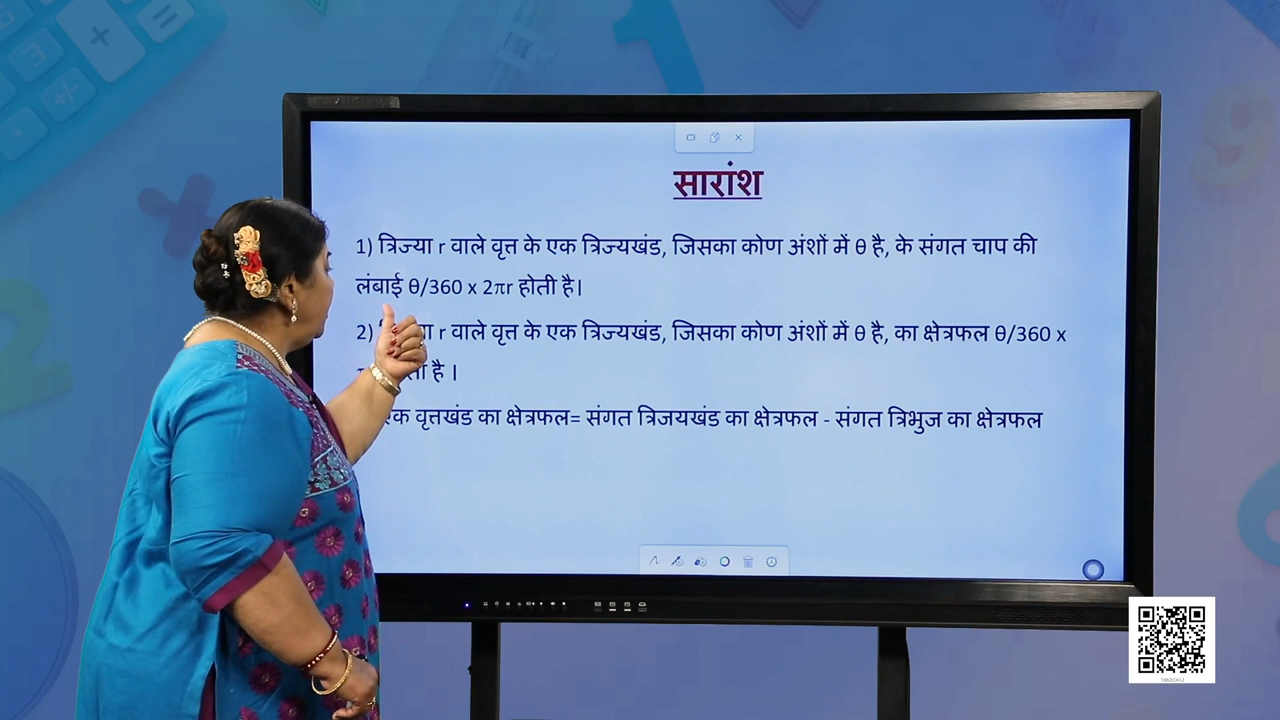 सारांश
1) त्रिज्या r वाले वृत्त के एक त्रिज्यखंड, जिसका कोण अंशों में θ है, के संगत चाप की
लंबाई θ/360 x 2πr होती है।
2) r वाले वृत्त के एक त्रिज्यखंड, जिसका कोण अंशों में θ है, का क्षेत्रफल θ/360 x
है ।
वृत्तखंड का क्षेत्रफल= संगत त्रिजयखंड का क्षेत्रफल - संगत त्रिभुज का क्षेत्रफल